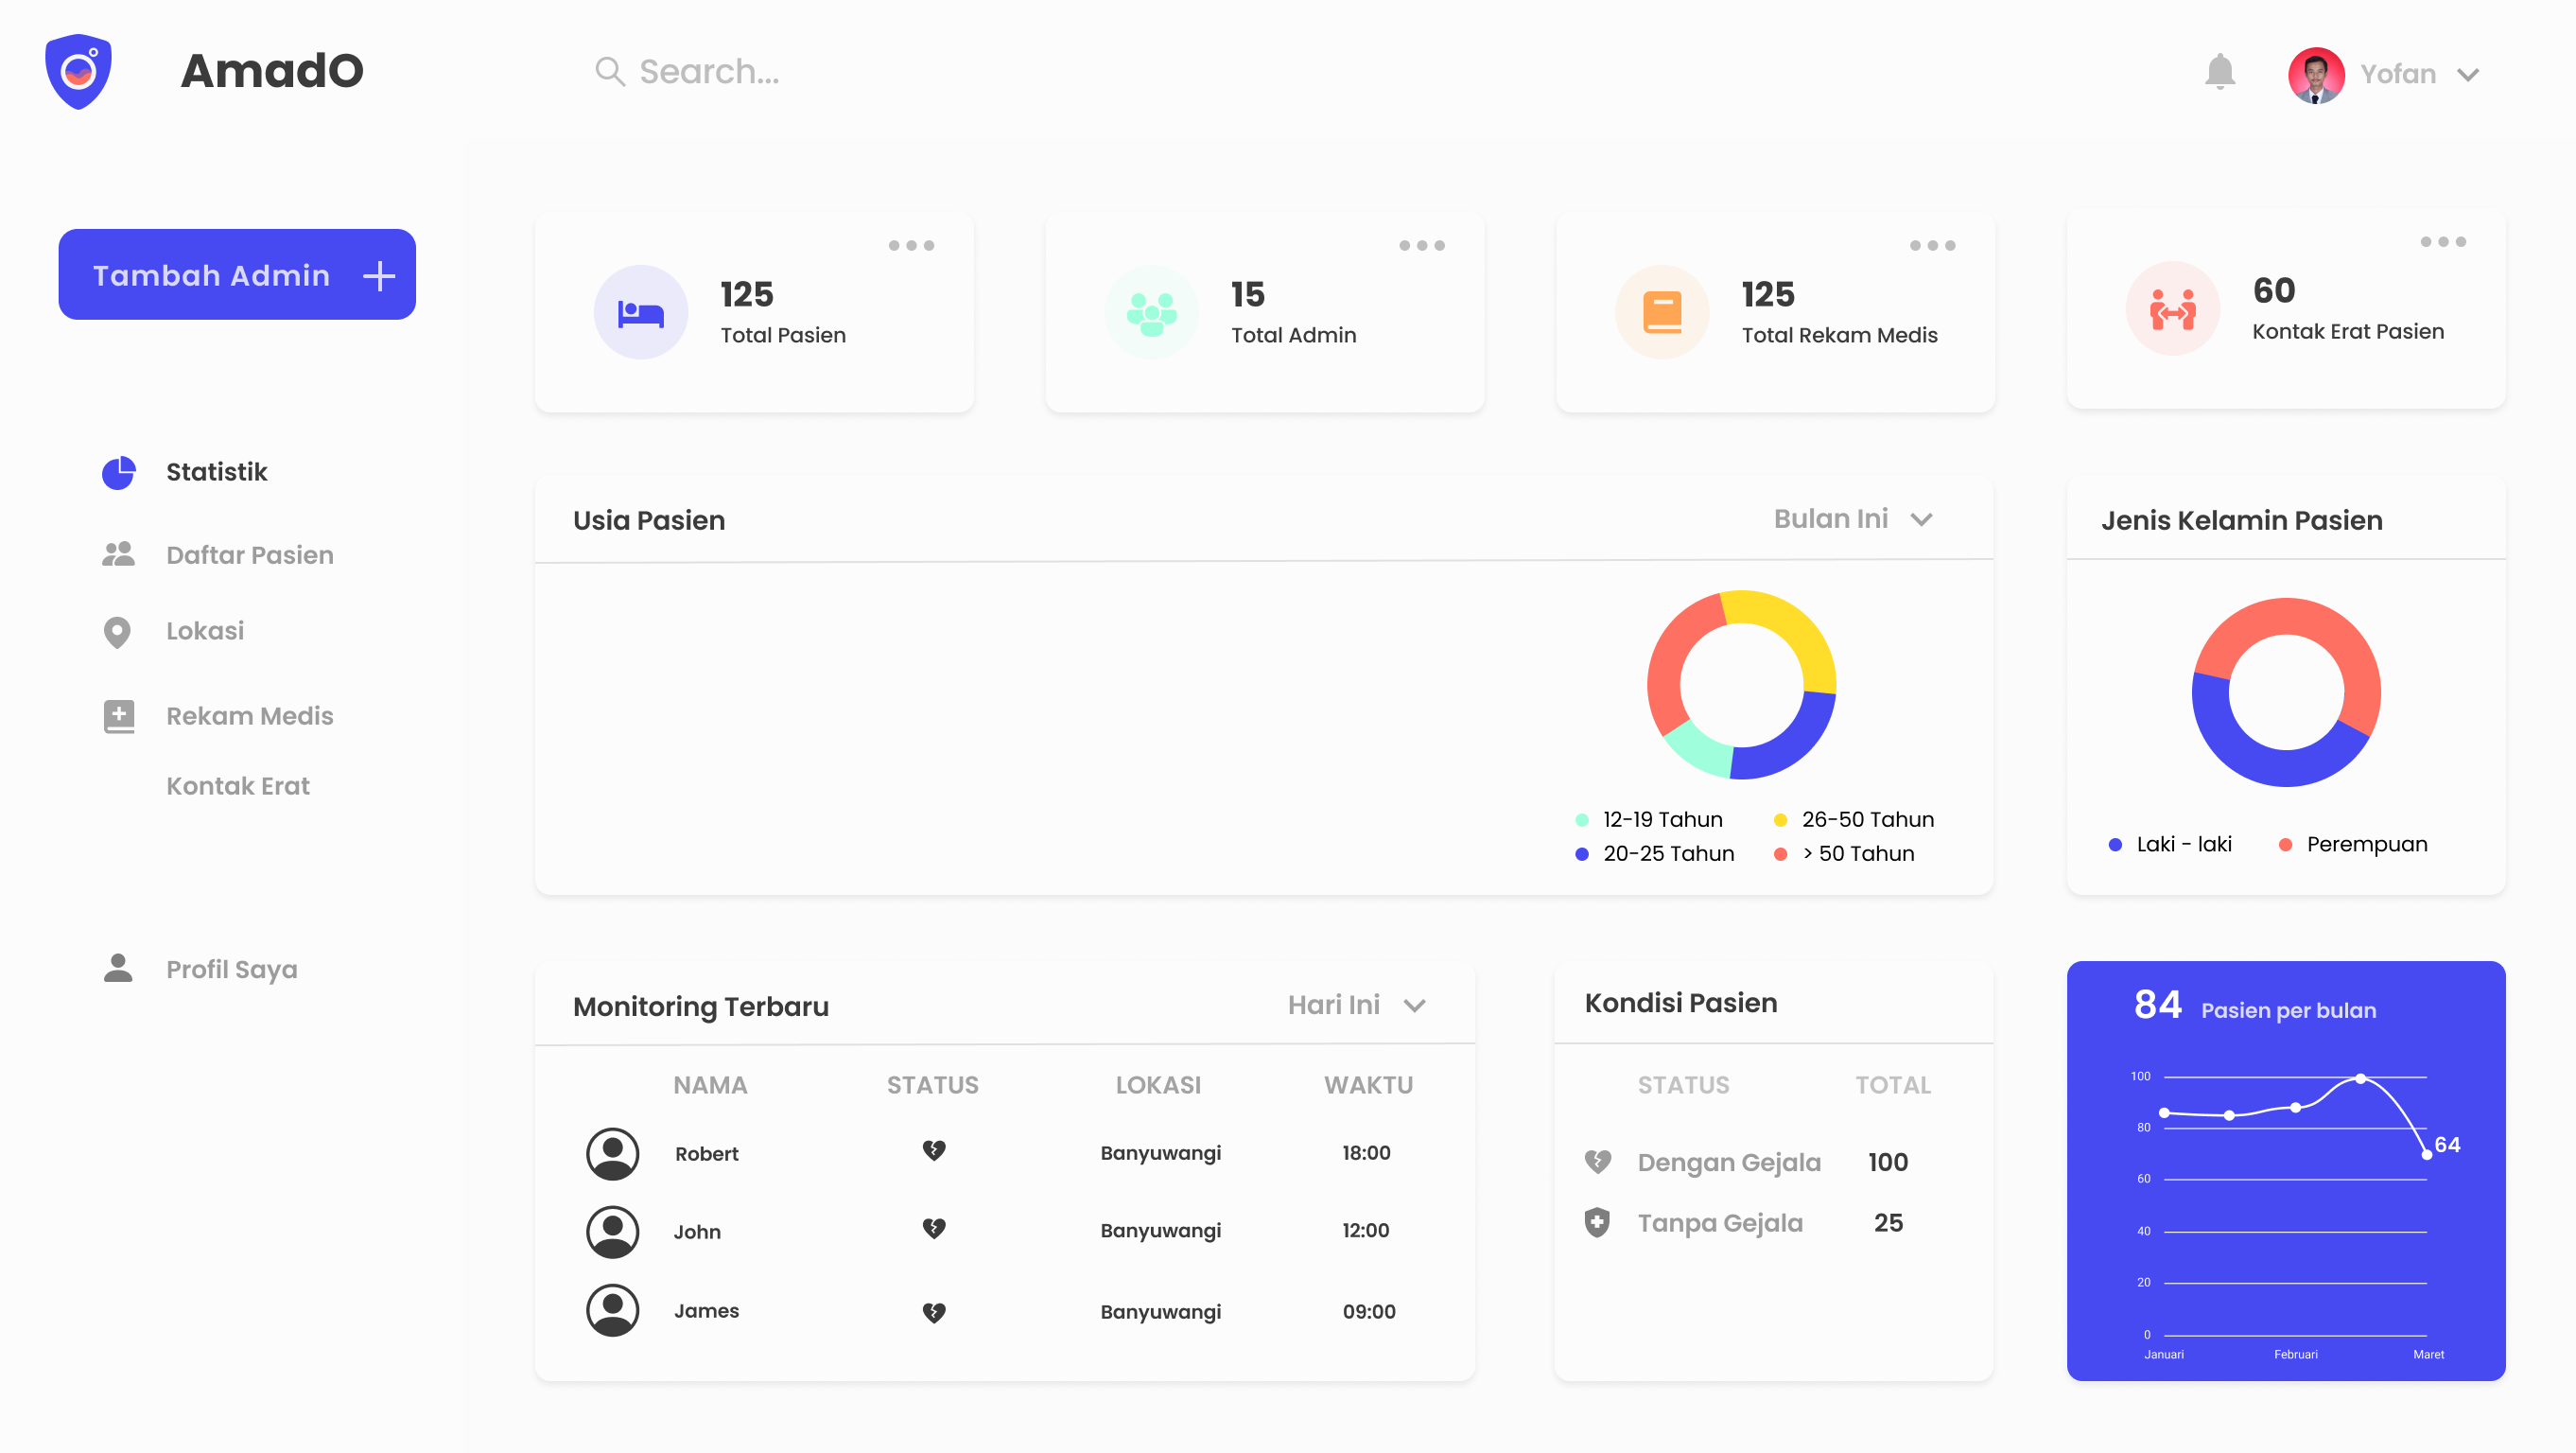 AmadO
Search...
Yofan
Tambah Admin
Statistik
Daftar Pasien
Lokasi
Rekam Medis
Kontak Erat
Profil Saya
125
Total Pasien
15
Total Admin
125
Total Rekam Medis
60
Kontak Erat Pasien
Usia Pasien
Bulan Ini
12-19 Tahun
26-50 Tahun
20-25 Tahun
> 50 Tahun
Jenis Kelamin Pasien
Laki - laki
Perempuan
Monitoring Terbaru
Hari Ini
NAMA STATUS LOKASI WAKTU
Robert Banyuwangi 18:00
John Banyuwangi 12:00
James Banyuwangi 09:00
Kondisi Pasien
STATUS TOTAL
Dengan Gejala 100
Tanpa Gejala 25
84 Pasien per bulan
100
80
64
60
40
20
0
Januari Februari Maret